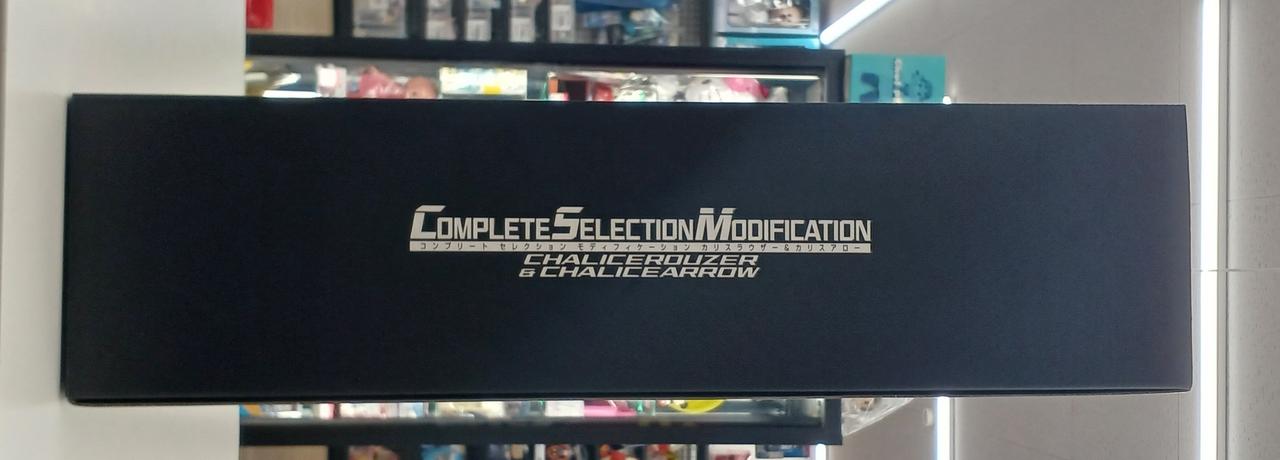 COMPLETE SELECTION MODIFICATION
コンプリート セレクション モディフィケーション カリスラウザー&カリスアロー
CHALICEROUZER
& CHALICEARROW